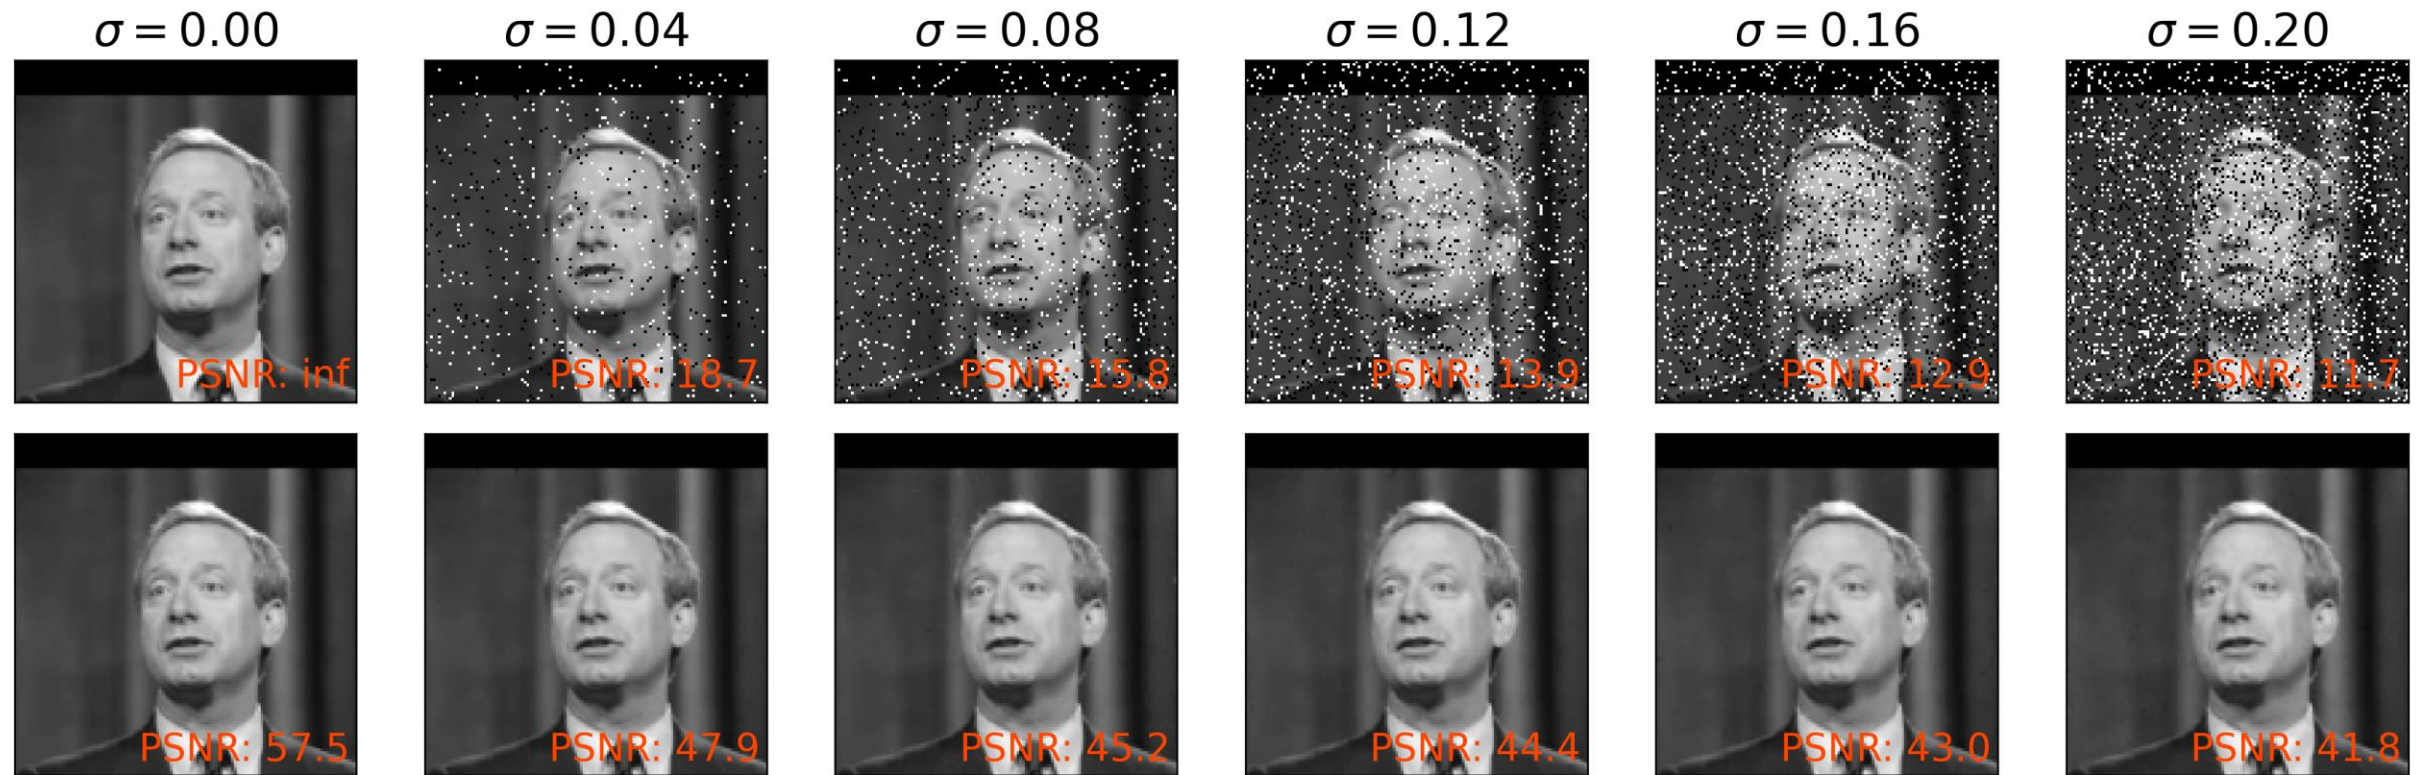 σ = 0.00 σ = 0.04 σ = 0.08 σ = 0.12 σ = 0.16 σ = 0.20
PSNR: inf PSNR: 18.7 PSNR: 15.8 PSNR: 13.9 PSNR: 12.9 PSNR: 11.7
PSNR: 57.5 PSNR: 47.9 PSNR: 45.2 PSNR: 44.4 PSNR: 43.0 PSNR: 41.8